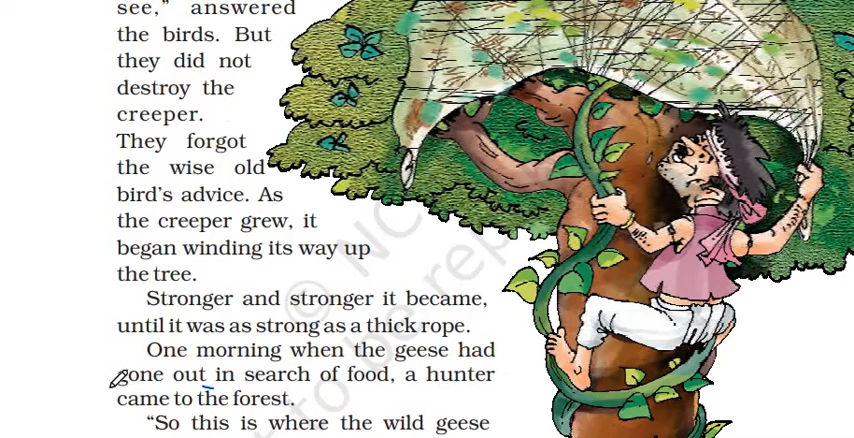 see," answered
the birds. But
they did not
destroy the
creeper.
They forgot
the wise old
bird's advice. As
the creeper grew, it
began winding its way up
the tree.
Stronger and stronger it became,
until it was as strong as a thick rope.
One morning when the geese had
gone out in search of food, a hunter
came to the forest.
"So this is where the wild geese